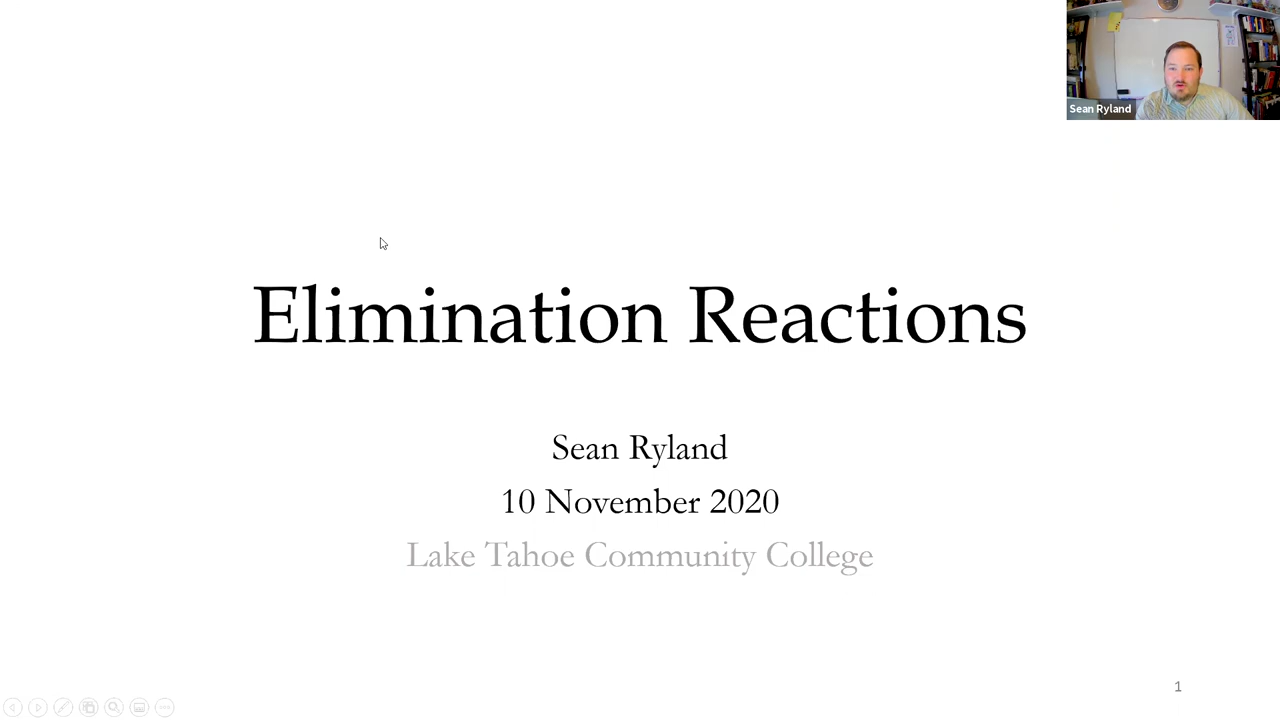 Sean Ryland
Elimination Reactions
Sean Ryland
10 November 2020
Lake Tahoe Community College
1